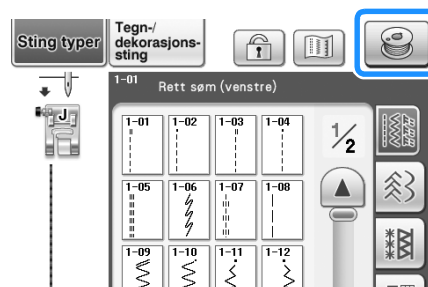 Sting typer
Tegn-/
dekorasjons-
sting
1-01
Rett søm (venstre)
J
1-01 1-02 1-03 1-04
1/2
1-05 1-06 1-07 1-08
1-09 1-10 1-11 1-12